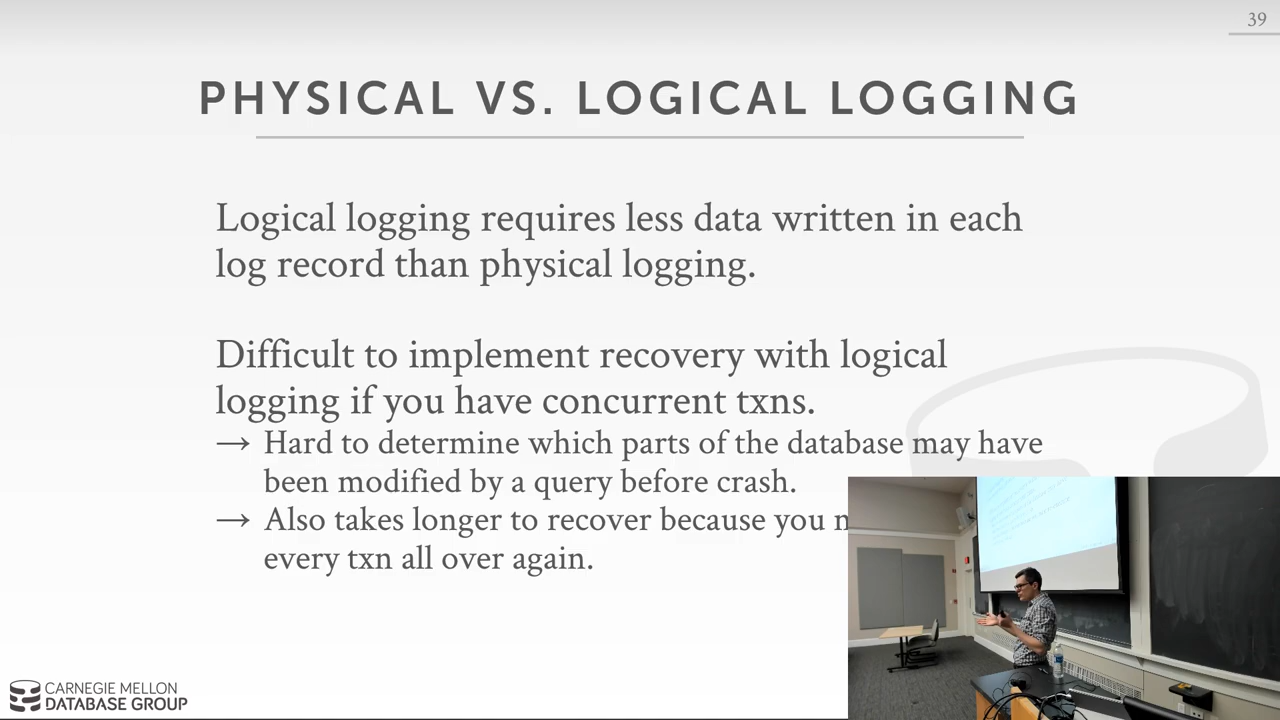 39
PHYSICAL VS. LOGICAL LOGGING
Logical logging requires less data written in each
log record than physical logging.
Difficult to implement recovery with logical
logging if you have concurrent txns.
→ Hard to determine which parts of the database may have
been modified by a query before crash.
→ Also takes longer to recover because you
every txn all over again.
CARNEGIE MELLON
DATABASE GROUP